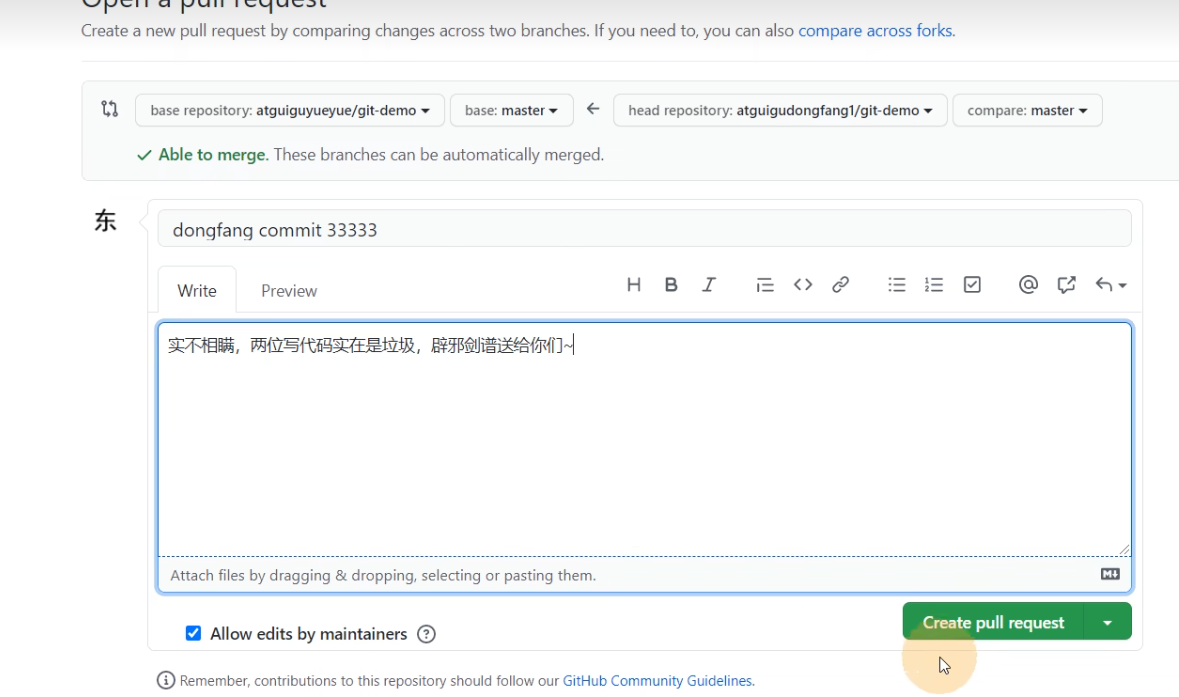 Open a pull request
Create a new pull request by comparing changes across two branches. If you need to, you can also compare across forks.
base repository: atguiguyueyue/git-demo base: master head repository: atguigudongfang1/git-demo compare: master
Able to merge. These branches can be automatically merged.
东
dongfang commit 33333
Write Preview
实不相瞒，两位写代码实在是垃圾，辟邪剑谱送给你们~
Attach files by dragging & dropping, selecting or pasting them.
Allow edits by maintainers
Create pull request
Remember, contributions to this repository should follow our GitHub Community Guidelines.